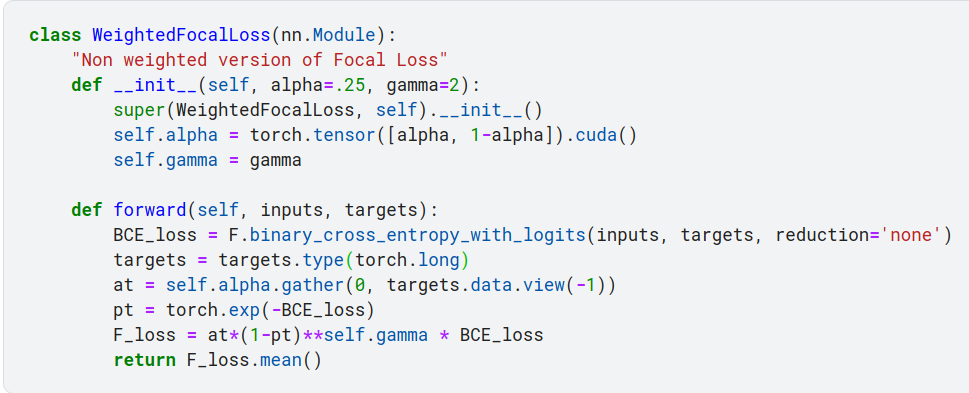 class WeightedFocalLoss(nn.Module):
    "Non weighted version of Focal Loss"
    def __init__(self, alpha=.25, gamma=2):
        super(WeightedFocalLoss, self).__init__()
        self.alpha = torch.tensor([alpha, 1-alpha]).cuda()
        self.gamma = gamma

    def forward(self, inputs, targets):
        BCE_loss = F.binary_cross_entropy_with_logits(inputs, targets, reduction='none')
        targets = targets.type(torch.long)
        at = self.alpha.gather(0, targets.data.view(-1))
        pt = torch.exp(-BCE_loss)
        F_loss = at*(1-pt)**self.gamma * BCE_loss
        return F_loss.mean()